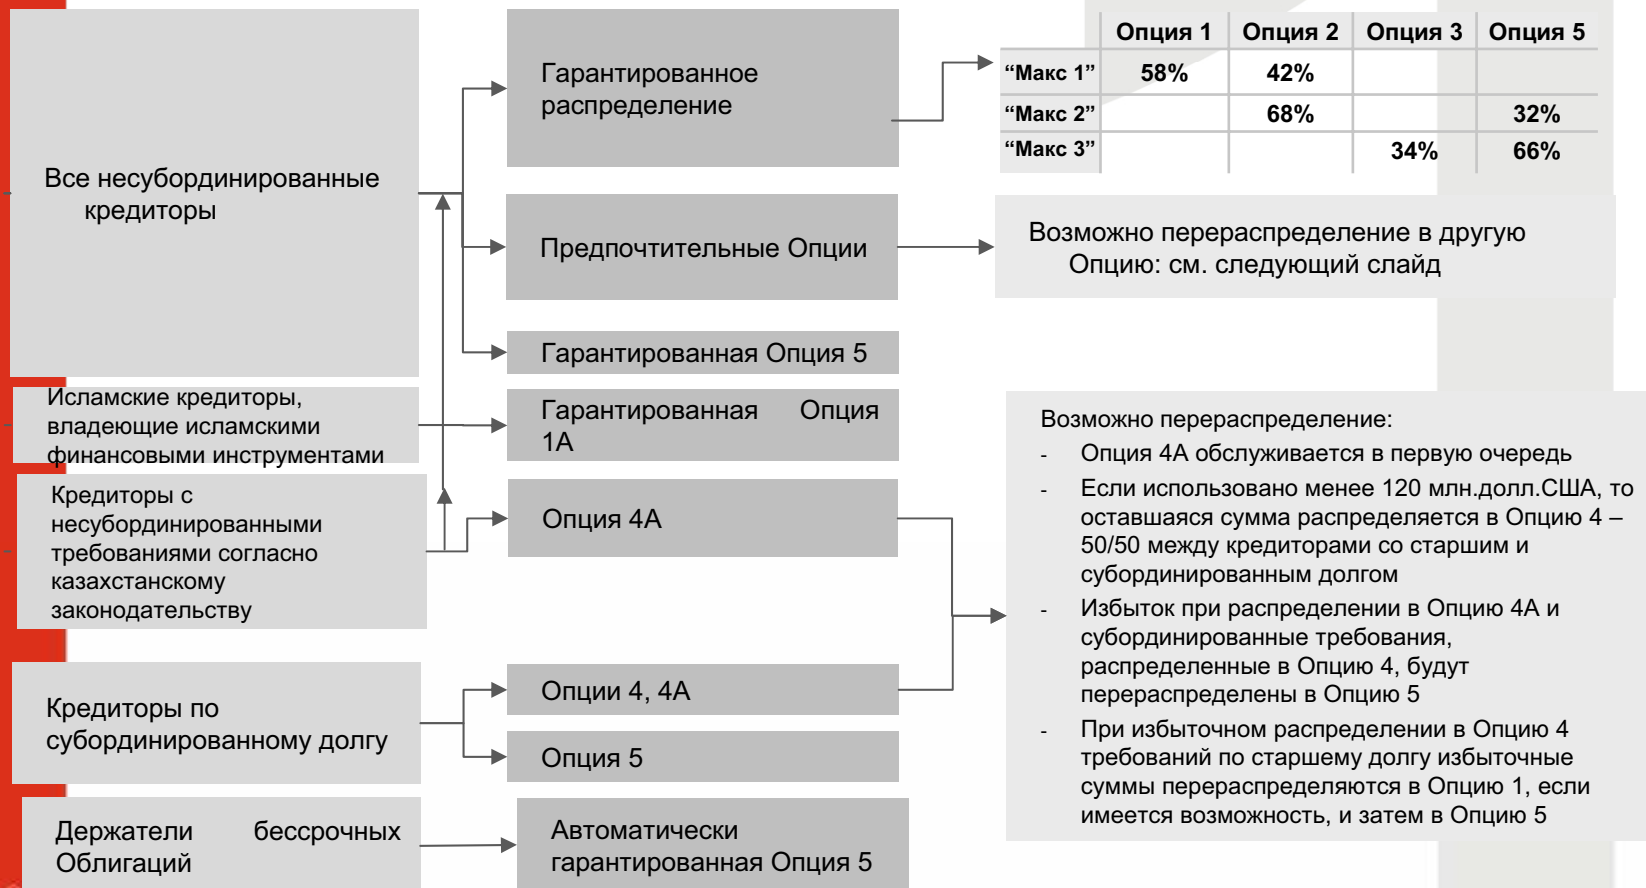 Все несубординированные
кредиторы
Гарантированное
распределение
Опция 1 Опция 2 Опция 3 Опция 5
“Макс 1” 58% 42%
“Макс 2” 68% 32%
“Макс 3” 34% 66%
Предпочтительные Опции
Возможно перераспределение в другую
Опцию: см. следующий слайд
Гарантированная Опция 5
Исламские кредиторы,
владеющие исламскими
финансовыми инструментами
Гарантированная Опция
1А
Кредиторы с
несубординированными
требованиями согласно
казахстанскому
законодательству
Опция 4А
Кредиторы по
субординированному долгу
Опции 4, 4А
Опция 5
Возможно перераспределение:
- Опция 4А обслуживается в первую очередь
- Если использовано менее 120 млн.долл.США, то
оставшаяся сумма распределяется в Опцию 4 –
50/50 между кредиторами со старшим и
субординированным долгом
- Избыток при распределении в Опцию 4А и
субординированные требования,
распределенные в Опцию 4, будут
перераспределены в Опцию 5
- При избыточном распределении в Опцию 4
требований по старшему долгу избыточные
суммы перераспределяются в Опцию 1, если
имеется возможность, и затем в Опцию 5
Держатели бессрочных
Облигаций
Автоматически
гарантированная Опция 5